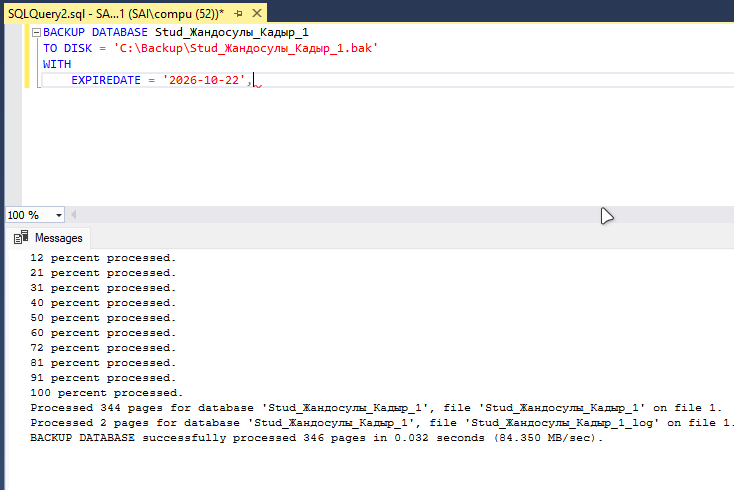 SQLQuery2.sql - SA...1 (SAI\compu (52))*
BACKUP DATABASE Stud_Жандосулы_Кадыр_1
TO DISK = 'C:\Backup\Stud_Жандосулы_Кадыр_1.bak'
WITH
EXPIREDATE = '2026-10-22',
100 %
Messages
12 percent processed.
21 percent processed.
31 percent processed.
40 percent processed.
50 percent processed.
60 percent processed.
72 percent processed.
81 percent processed.
91 percent processed.
100 percent processed.
Processed 344 pages for database 'Stud_Жандосулы_Кадыр_1', file 'Stud_Жандосулы_Кадыр_1' on file 1.
Processed 2 pages for database 'Stud_Жандосулы_Кадыр_1', file 'Stud_Жандосулы_Кадыр_1_log' on file 1.
BACKUP DATABASE successfully processed 346 pages in 0.032 seconds (84.350 MB/sec).